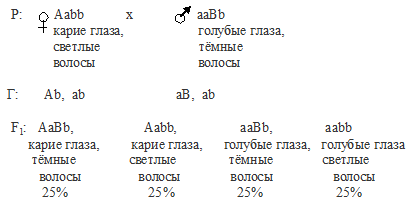 P: ♀ Aabb x ♂ aaBb
карие глаза, голубые глаза,
светлые тёмные
волосы волосы
Г: Ab, ab aB, ab
F₁: AaBb, Aabb, aaBb, aabb
карие глаза, карие глаза, голубые глаза, голубые глаза
тёмные светлые тёмные светлые
волосы волосы волосы волосы
25% 25% 25% 25%